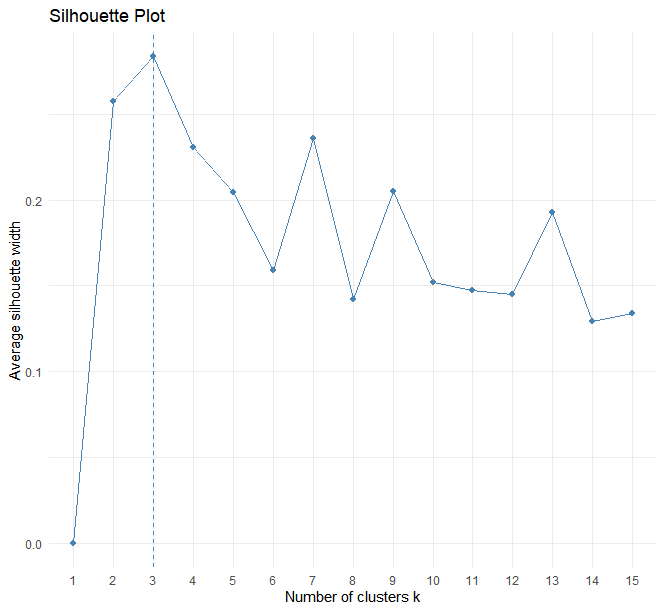 Silhouette Plot
Average silhouette width
0.2
0.1
0.0
1 2 3 4 5 6 7 8 9 10 11 12 13 14 15
Number of clusters k